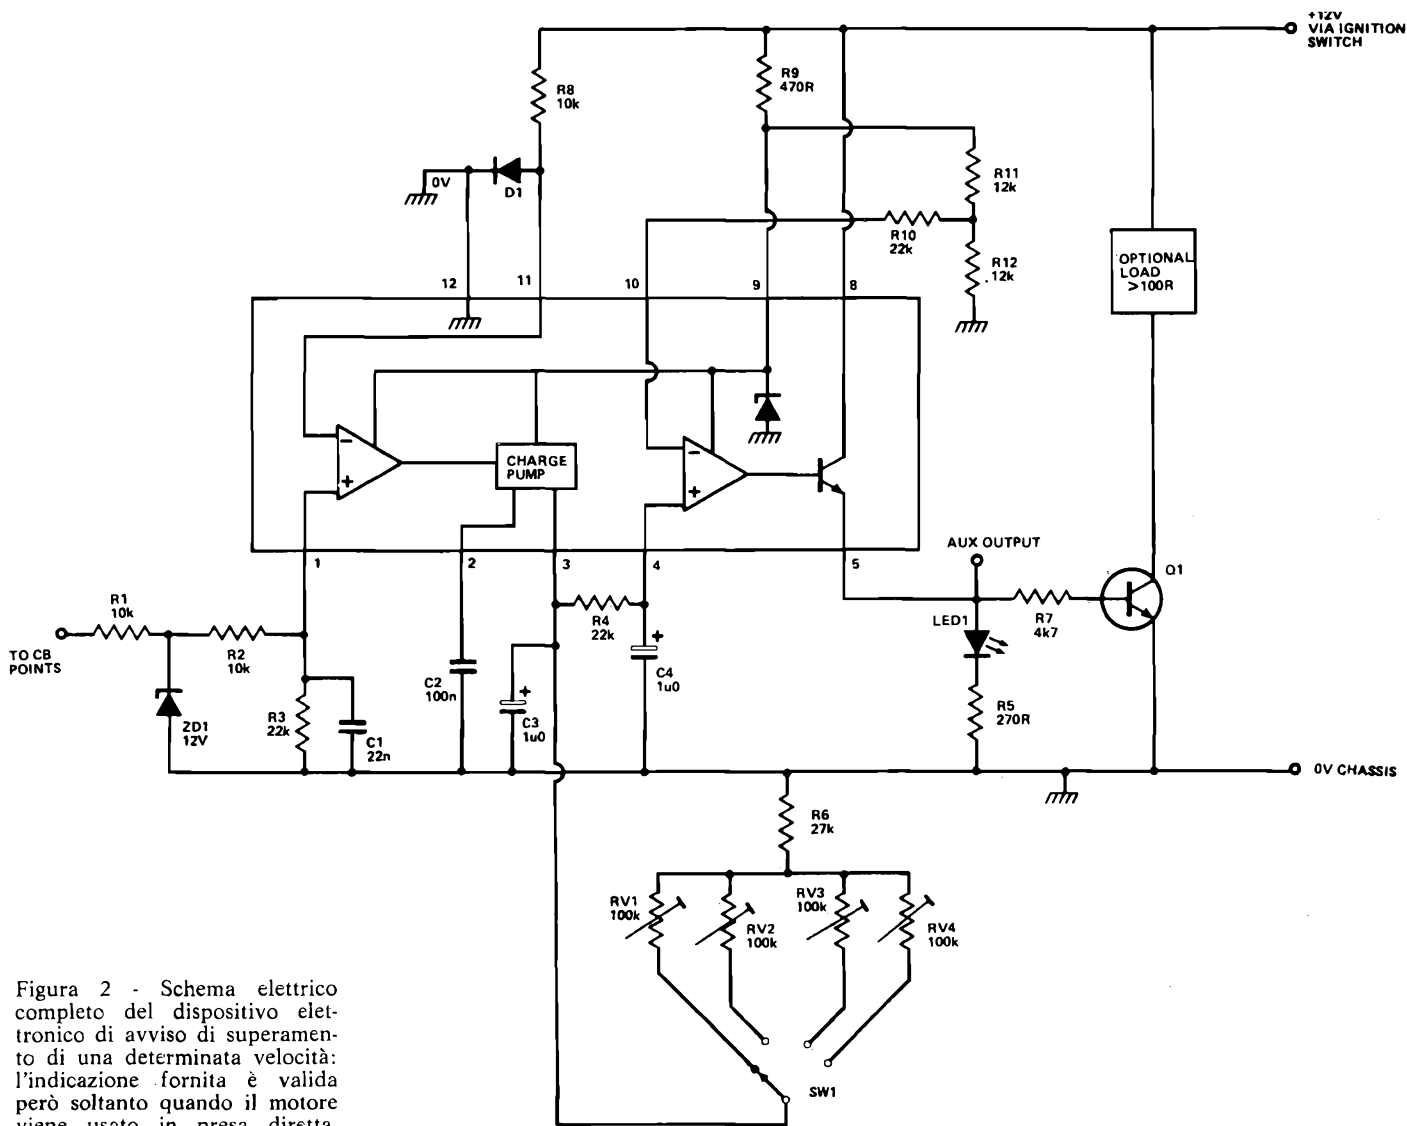 +12V
VIA IGNITION
SWITCH
R8
10k
R9
470R
0V
D1
R11
12k
R10
22k
R12
12k
OPTIONAL
LOAD
>100R
12
11
10
9
8
CHARGE
PUMP
1
2
3
4
5
AUX OUTPUT
Q1
R1
10k
R4
22k
LED1
R7
4k7
TO CB
POINTS
R2
10k
C2
100n
C4
1u0
ZD1
12V
R3
22k
C1
22n
C3
1u0
R5
270R
0V CHASSIS
R6
27k
RV1
100k
RV2
100k
RV3
100k
RV4
100k
SW1
Figura 2 - Schema elettrico
completo del dispositivo elet-
tronico di avviso di superamen-
to di una determinata velocità:
l'indicazione fornita è valida
però soltanto quando il motore
viene usato in presa diretta.